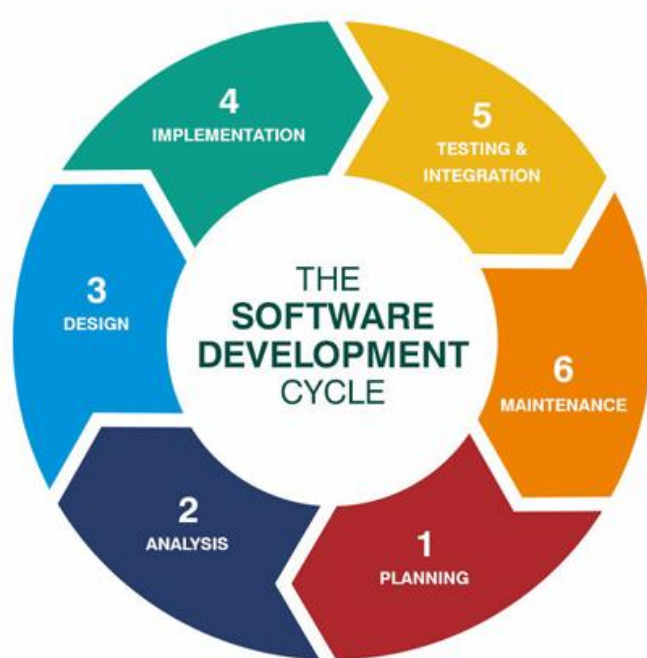 THE
SOFTWARE
DEVELOPMENT
CYCLE
1
PLANNING
2
ANALYSIS
3
DESIGN
4
IMPLEMENTATION
5
TESTING &
INTEGRATION
6
MAINTENANCE